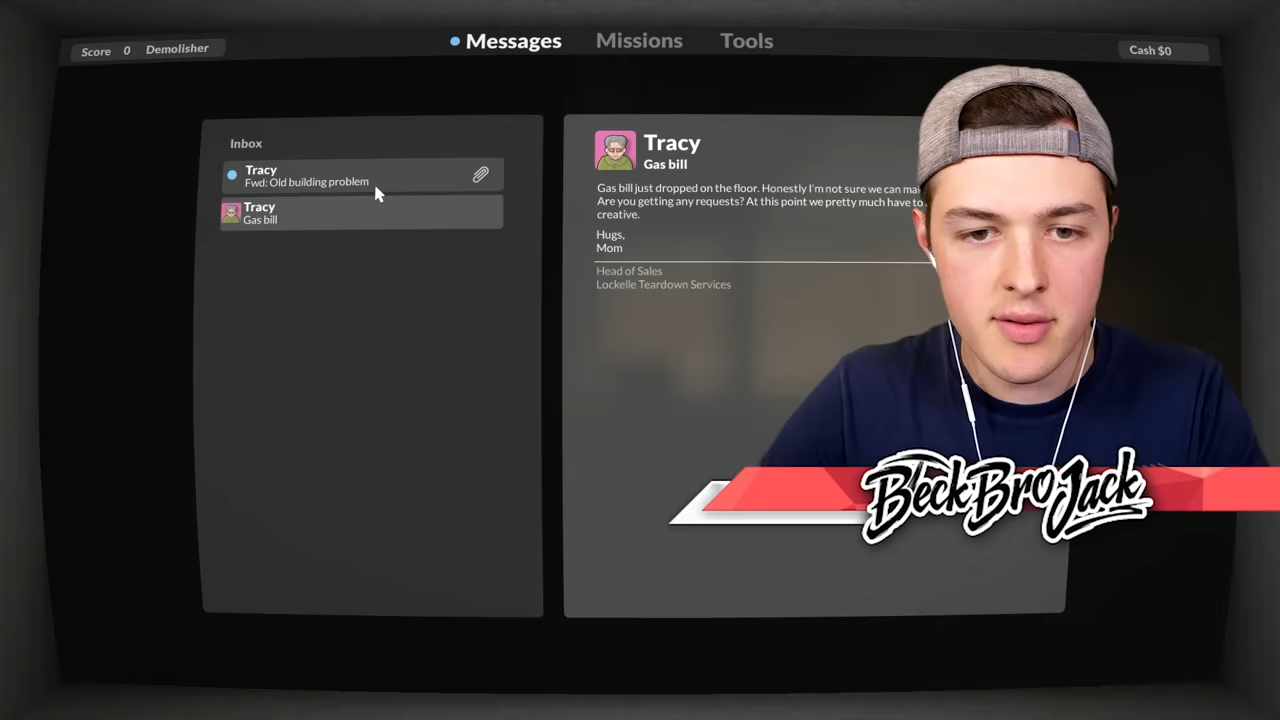 Score 0 Demolisher
Messages
Missions
Tools
Cash $0
Inbox
Tracy
Fwd: Old building problem
Tracy
Gas bill
Tracy
Gas bill
Gas bill just dropped on the floor. Honestly I'm not sure we can
Are you getting any requests? At this point we pretty much have to
creative.
Hugs,
Mom
Head of Sales
Lockelle Teardown Services
BeckBroJack